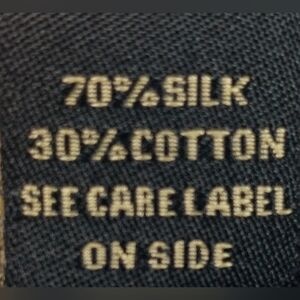 70%SILK
30%COTTON
SEE CARE LABEL
ON SIDE